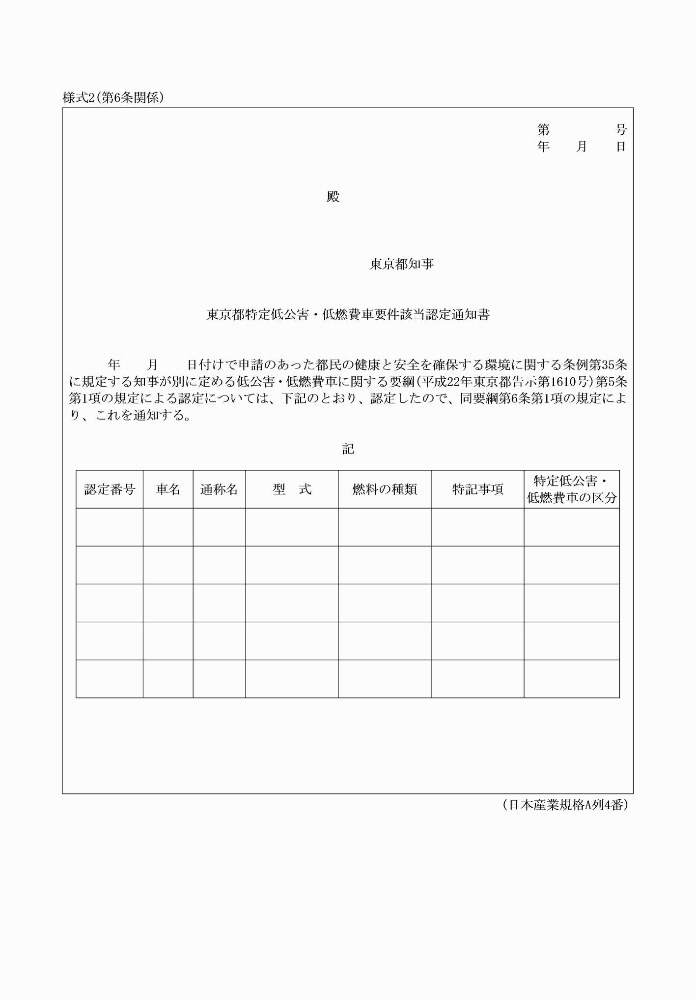 様式2(第6条関係)
第　　　　　号
年　　月　　日
殿
東京都知事
東京都特定低公害・低燃費車要件該当認定通知書
年　　月　　日付けで申請のあった都民の健康と安全を確保する環境に関する条例第35条
に規定する知事が別に定める低公害・低燃費車に関する要綱(平成22年東京都告示第1610号)第5条
第1項の規定による認定については、下記のとおり、認定したので、同要綱第6条第1項の規定によ
り、これを通知する。
記
認定番号　車名　通称名　型　式　燃料の種類　特記事項　特定低公害・
低燃費車の区分
(日本産業規格A列4番)